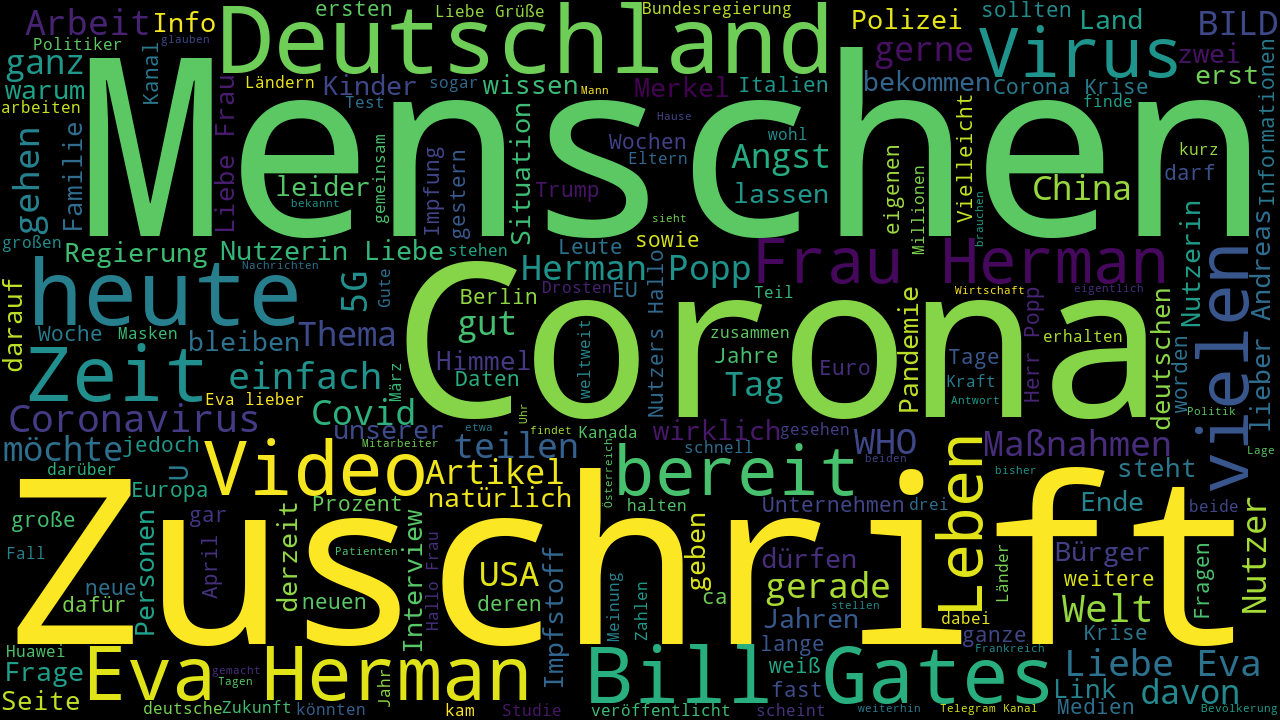 Arbeit Info
ersten
Liebe Grüße
Bundesregierung
Polizei
sollten
Land
BILD
Politiker
glauben
Deutschland
gerne
Virus
zwei
ganz
Kanal
warum
arbeiten
Ländern
Kinder
Test
sogar
wissen
Mann
Merkel
Italien
bekommen
Corona Krise
erst
finde
Menschen
gehen
Familie
Liebe Frau
leider
bekannt
gemeinsam
Impfung
gestern
Situation
Trump
Hause
Wochen
Eltern
wohl
Angst
lassen
sieht
eigenen
Millionen
Vielleicht
brauchen
China
kurz
darf
Informationen
großen
Regierung
Nutzerin Liebe
stehen
Leute
sowie
Nachrichten
heute
5G
Gute
Herman Popp
Frau Herman
Drosten
EU
Berlin
gut
Teil
Wirtschaft
eigentlich
Nutzerin
vielen
lieber Andreas
darauf
Woche
Masken
bleiben
Thema
Corona
Himmel
Daten
weltweit
Nutzers Hallo
zusammen
Jahre
Tag
Euro
Pandemie
Tage
Kraft
Antwort
Herr Popp
erhalten
deutschen
worden
Zeit
einfach
März
Eva lieber
Coronavirus
Covid
Uhr
unserer
Mitarbeiter
etwa
findet
Kanada
wirklich
gesehen
Politik
möchte
jedoch
teilen
Österreich
schnell
WHO
beiden
Maßnahmen
Lage
darüber
U
Video
Artikel
natürlich
bereit
Leben
bisher
steht
Europa
Prozent
halten
Unternehmen
drei
Ende
beide
große
Personen
gar
Zuschrift
Fall
April
derzeit
Patienten
Interview
Hallo Frau
USA
geben
dürfen
Bürger
Fragen
Nutzer
neue
dafür
neuen
deren
Impfstoff
Meinung
Zahlen
ca
gerade
stellen
Länder
weitere
Welt
Jahren
dabei
Krise
Huawei
lange
ganze
Frankreich
Frage
gemacht
Tagen
Eva Herman
Bill Gates
weiß
Liebe Eva
Seite
Jahr
fast
Link
davon
deutsche
Zukunft
könnten
kam
Studie
veröffentlicht
scheint
weiterhin
Telegram Kanal
Medien
Bevölkerung